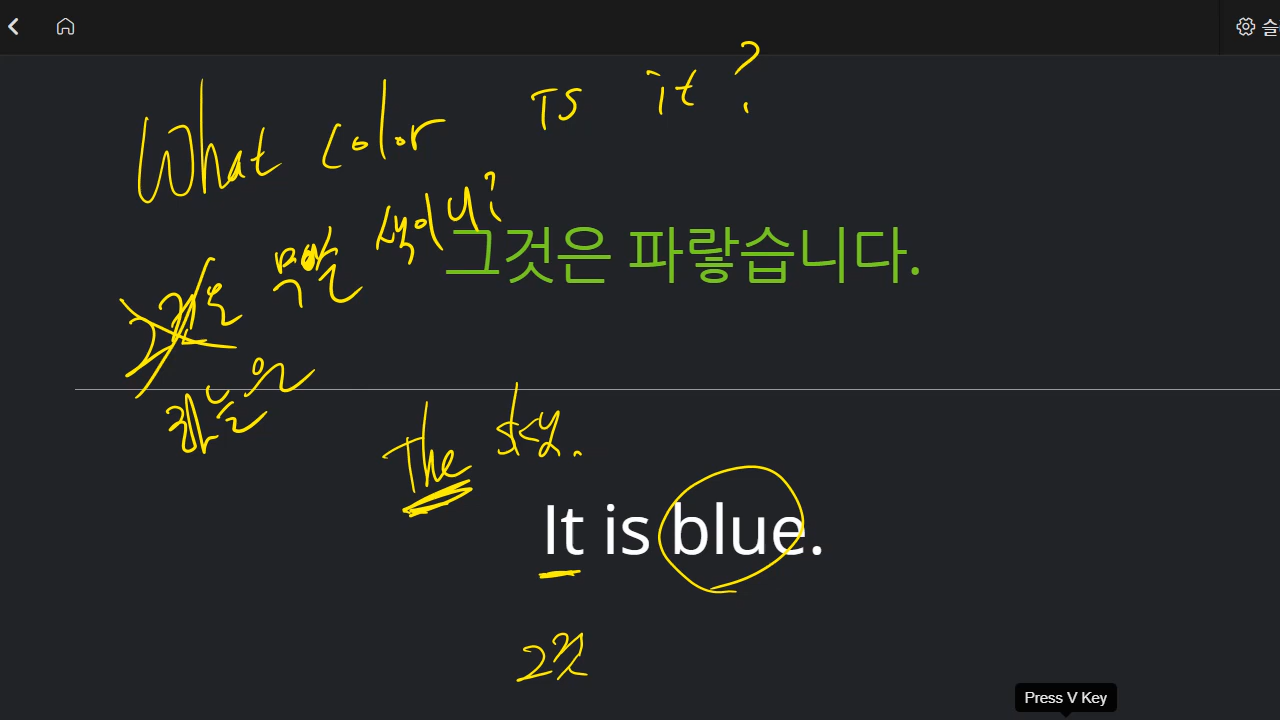 슬
What color is it?
무슨 색이니?
그것은 파랗습니다.
그것은
하늘은
The sky.
It is blue.
그것
Press V Key